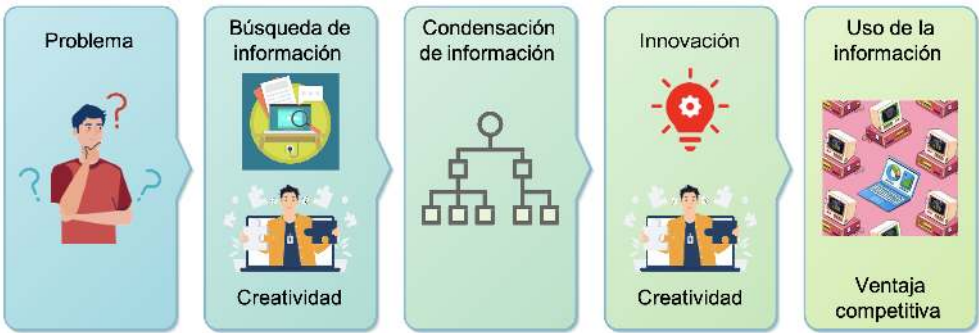 Problema
Búsqueda de
información
Creatividad
Condensación
de información
Innovación
Creatividad
Uso de la
información
Ventaja
competitiva